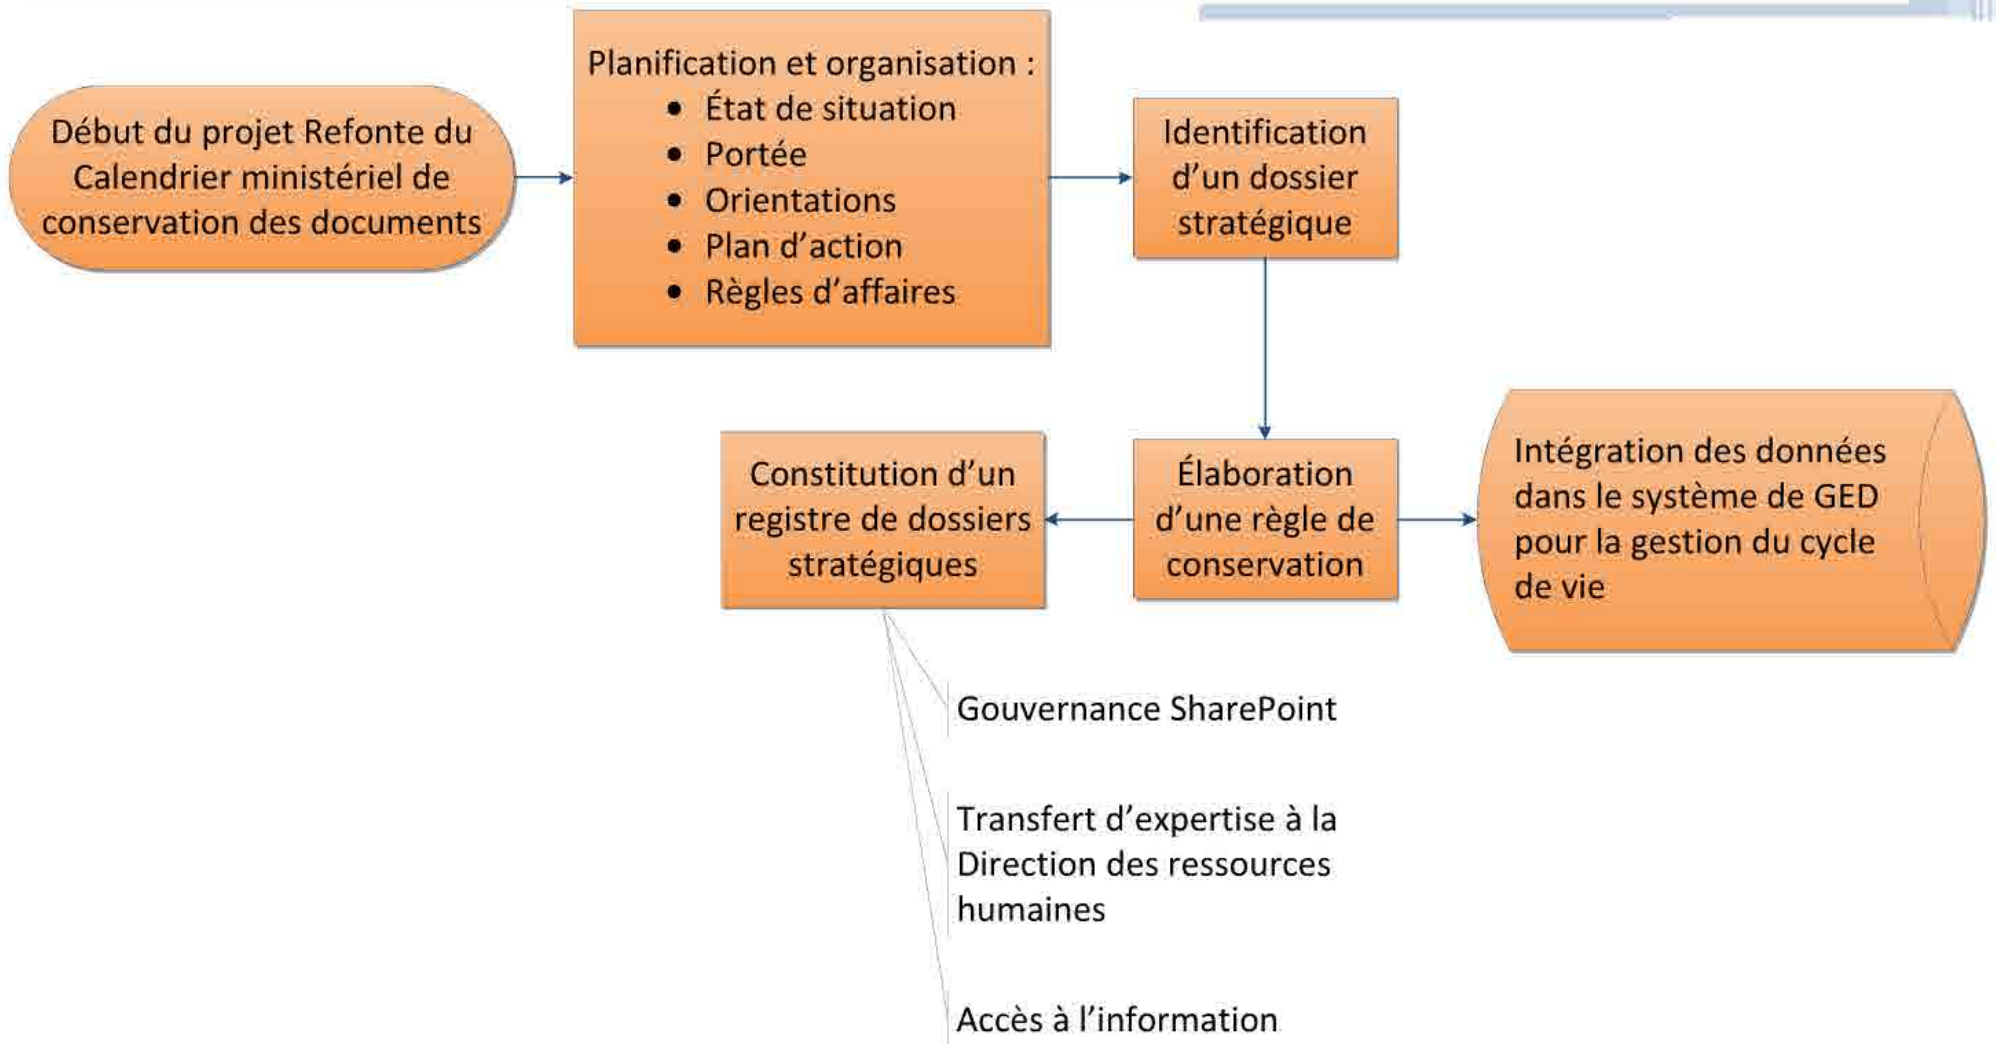 Début du projet Refonte du
Calendrier ministériel de
conservation des documents
Planification et organisation :
• État de situation
• Portée
• Orientations
• Plan d’action
• Règles d’affaires
Identification
d’un dossier
stratégique
Constitution d’un
registre de dossiers
stratégiques
Élaboration
d’une règle de
conservation
Intégration des données
dans le système de GED
pour la gestion du cycle
de vie
Gouvernance SharePoint
Transfert d’expertise à la
Direction des ressources
humaines
Accès à l’information